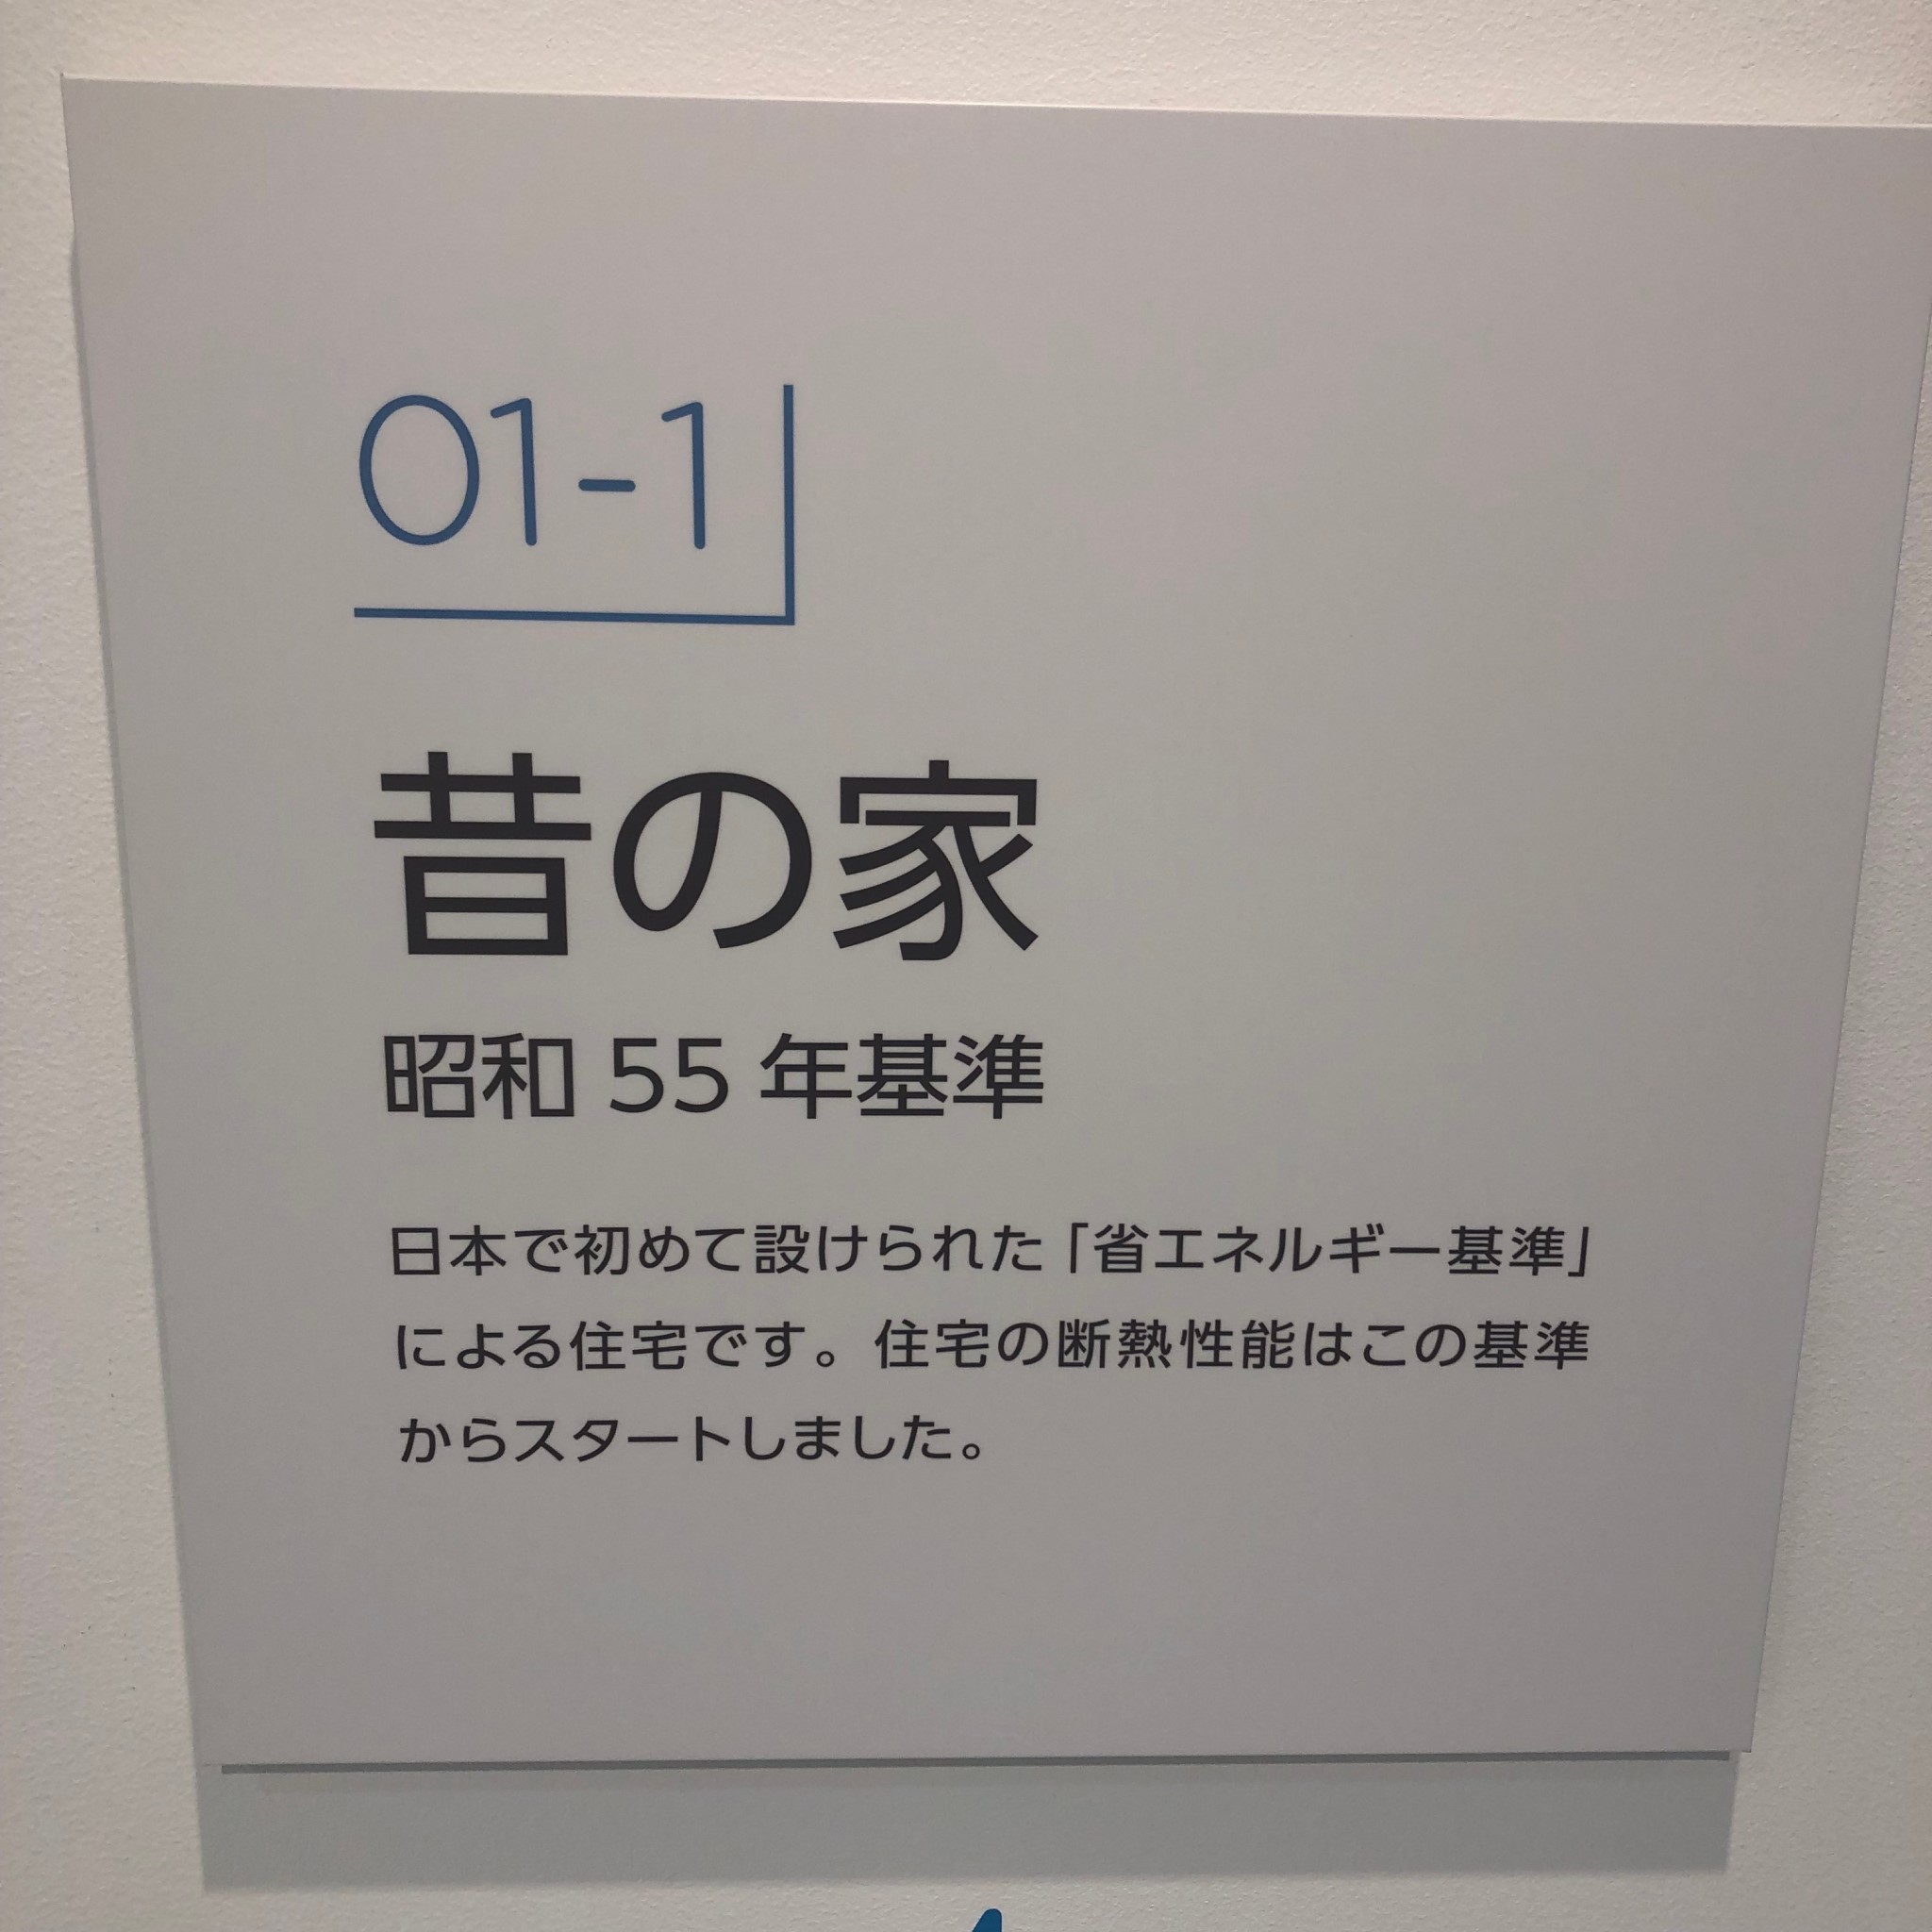 01-1
昔の家
昭和 55 年基準
日本で初めて設けられた「省エネルギー基準」
による住宅です。住宅の断熱性能はこの基準
からスタートしました。